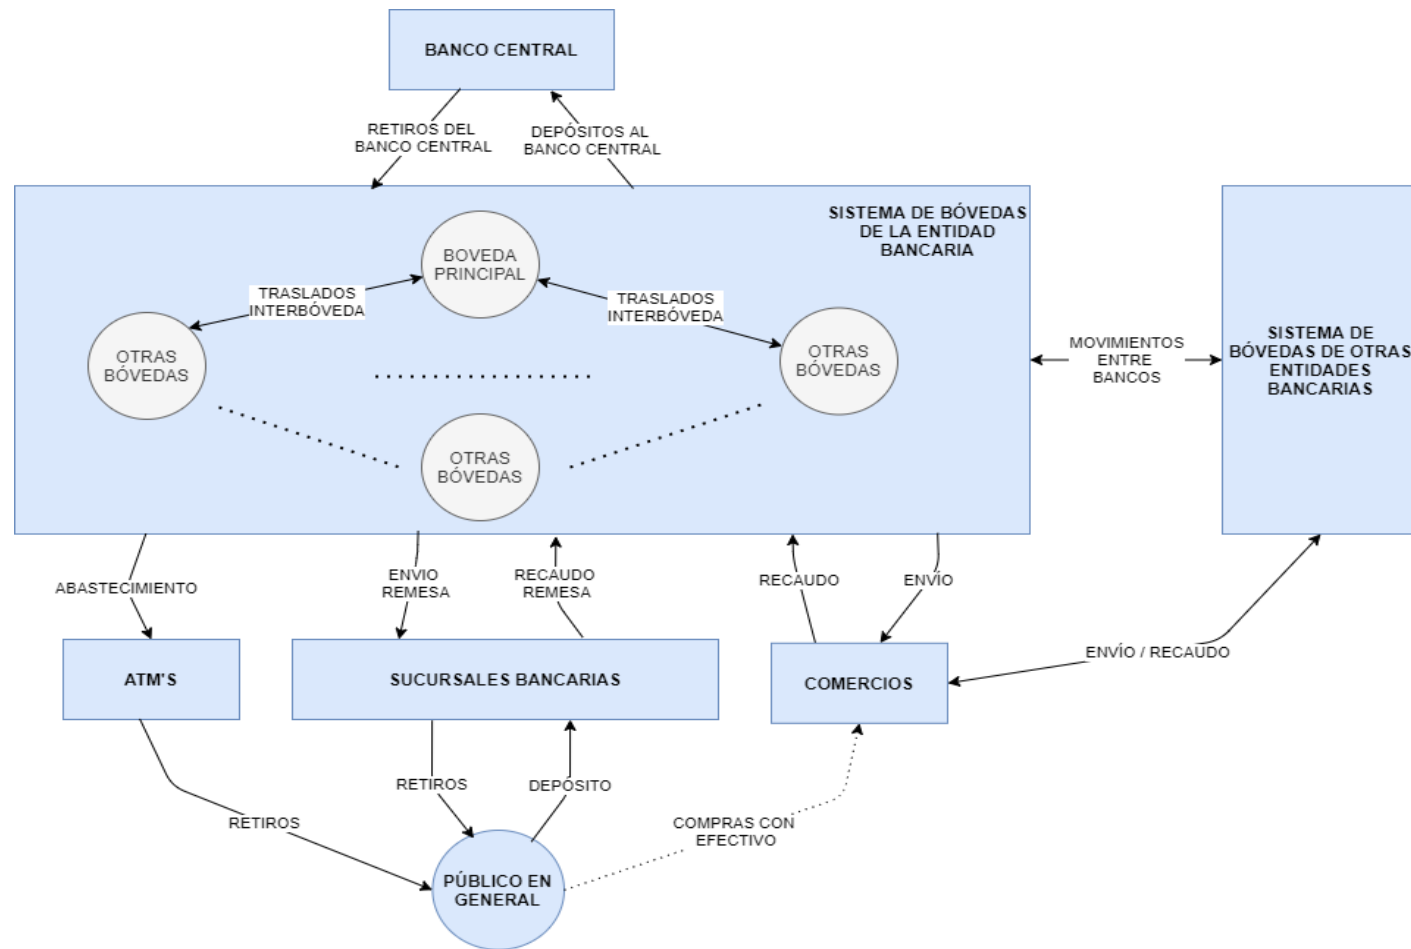 BANCO CENTRAL
RETIROS DEL
BANCO CENTRAL
DEPÓSITOS AL
BANCO CENTRAL
SISTEMA DE BÓVEDAS
DE LA ENTIDAD
BANCARIA
BOVEDA
PRINCIPAL
TRASLADOS
INTERBÓVEDA
TRASLADOS
INTERBÓVEDA
OTRAS
BÓVEDAS
OTRAS
BÓVEDAS
OTRAS
BÓVEDAS
MOVIMIENTOS
ENTRE
BANCOS
SISTEMA DE
BÓVEDAS DE OTRAS
ENTIDADES
BANCARIAS
ABASTECIMIENTO
ENVIO
REMESA
RECAUDO
REMESA
RECAUDO
ENVÍO
ENVÍO / RECAUDO
ATM'S
SUCURSALES BANCARIAS
COMERCIOS
RETIROS
RETIROS
DEPÓSITO
COMPRAS CON
EFECTIVO
PÚBLICO EN
GENERAL